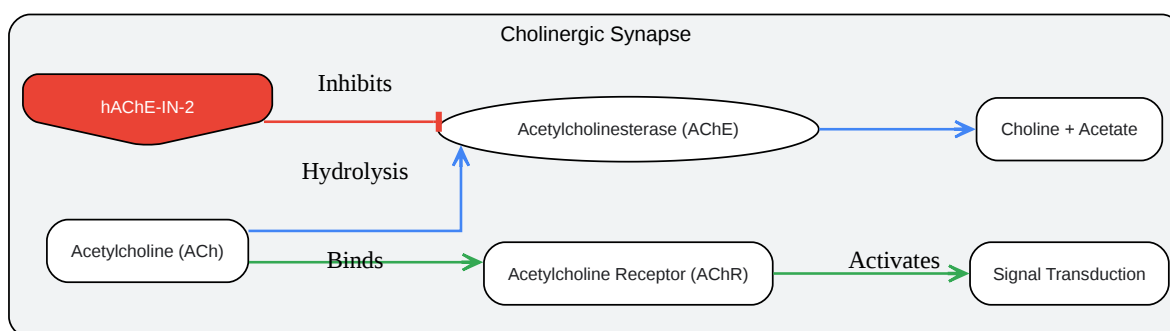 Cholinergic Synapse
Inhibits
hAChE-IN-2
Acetylcholinesterase (AChE)
Choline + Acetate
Hydrolysis
Acetylcholine (ACh)
Binds
Acetylcholine Receptor (AChR)
Activates
Signal Transduction